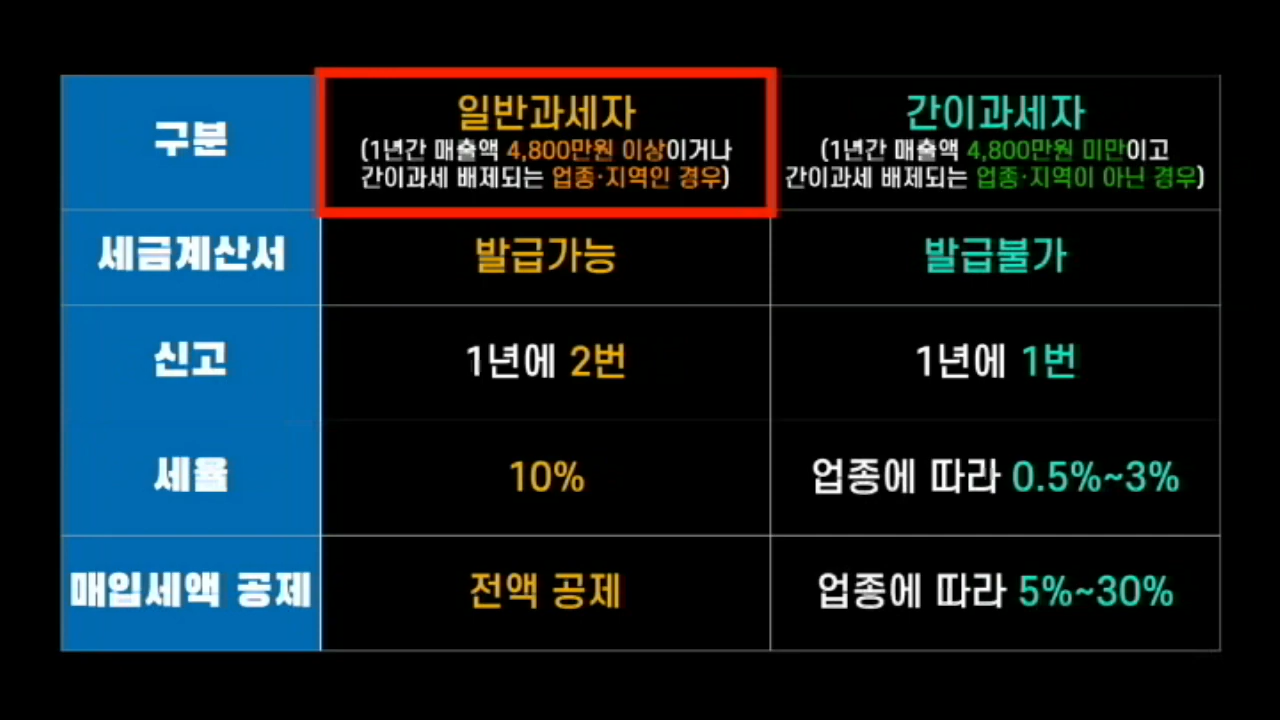 구분
일반과세자
(1년간 매출액 4,800만원 이상이거나
간이과세 배제되는 업종·지역인 경우)
간이과세자
(1년간 매출액 4,800만원 미만이고
간이과세 배제되는 업종·지역이 아닌 경우)
세금계산서
발급가능
발급불가
신고
1년에 2번
1년에 1번
세율
10%
업종에 따라 0.5%~3%
매입세액 공제
전액 공제
업종에 따라 5%~30%